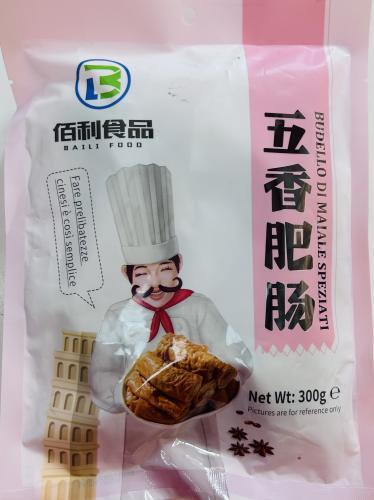 佰利食品
BAILI FOOD
五香肥肠
BUDELLO DI MAIALE SPEZIATI
Fare prelibatezze
cinesi è così semplice
Net Wt: 300g ℮
Pictures are for reference only